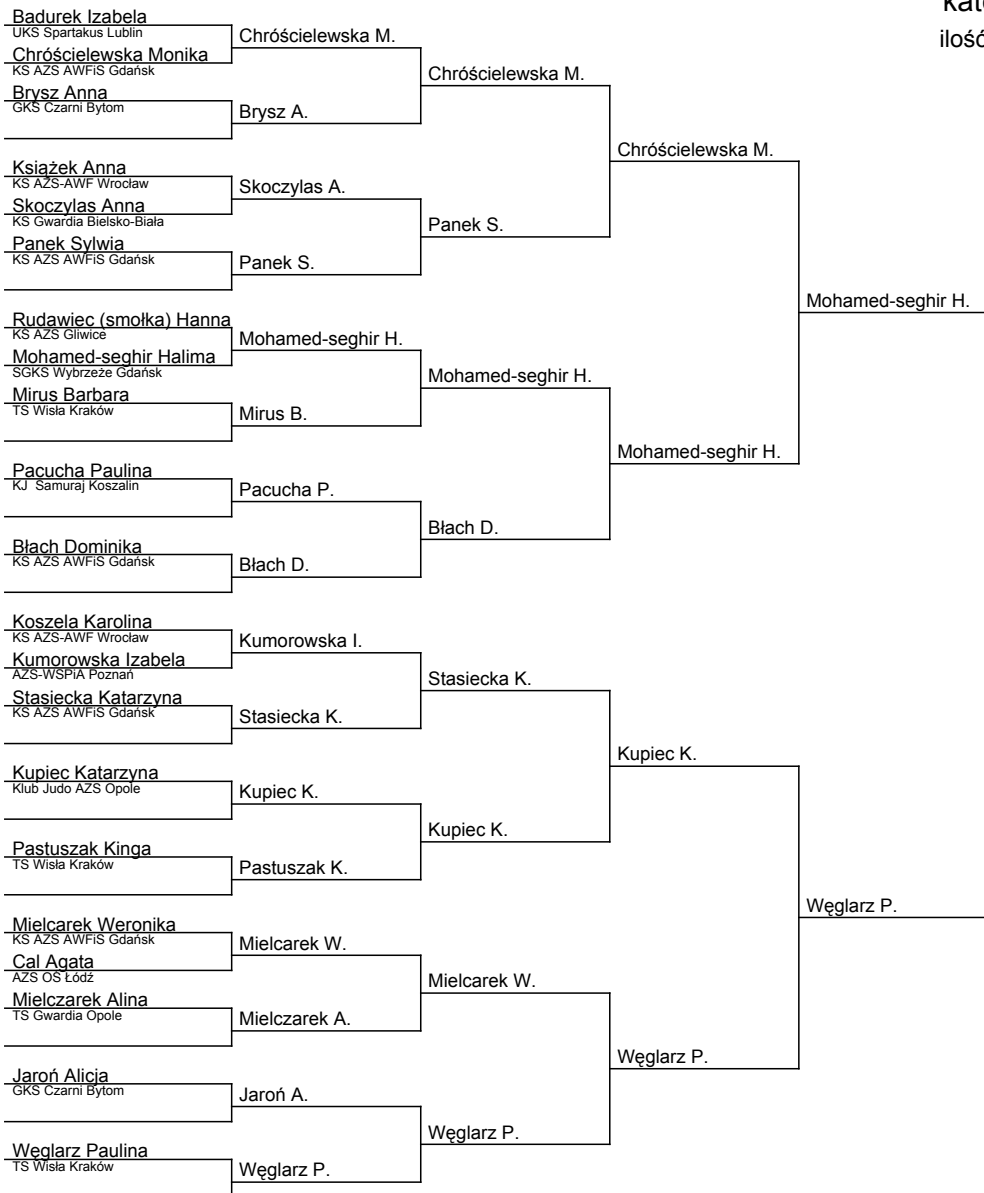 kate
ilość
Badurek Izabela
UKS Spartakus Lublin
Chróścielewska Monika
KS AZS AWFiS Gdańsk
Brysz Anna
GKS Czarni Bytom
Książek Anna
KS AZS-AWF Wrocław
Skoczylas Anna
KS Gwardia Bielsko-Biała
Panek Sylwia
KS AZS AWFiS Gdańsk
Rudawiec (smołka) Hanna
KS AZS Gliwice
Mohamed-seghir Halima
SGKS Wybrzeże Gdańsk
Mirus Barbara
TS Wisła Kraków
Pacucha Paulina
KJ Samuraj Koszalin
Błach Dominika
KS AZS AWFiS Gdańsk
Koszela Karolina
KS AZS-AWF Wrocław
Kumorowska Izabela
AZS-WSPiA Poznań
Stasiecka Katarzyna
KS AZS AWFiS Gdańsk
Kupiec Katarzyna
Klub Judo AZS Opole
Pastuszak Kinga
TS Wisła Kraków
Mielcarek Weronika
KS AZS AWFiS Gdańsk
Cal Agata
AZS OŚ Łódź
Mielczarek Alina
TS Gwardia Opole
Jaroń Alicja
GKS Czarni Bytom
Węglarz Paulina
TS Wisła Kraków
Chróścielewska M.
Brysz A.
Skoczylas A.
Panek S.
Mohamed-seghir H.
Mirus B.
Pacucha P.
Błach D.
Kumorowska I.
Stasiecka K.
Kupiec K.
Pastuszak K.
Mielcarek W.
Mielczarek A.
Jaroń A.
Węglarz P.
Chróścielewska M.
Panek S.
Mohamed-seghir H.
Błach D.
Stasiecka K.
Kupiec K.
Mielcarek W.
Węglarz P.
Chróścielewska M.
Mohamed-seghir H.
Kupiec K.
Węglarz P.
Mohamed-seghir H.
Węglarz P.